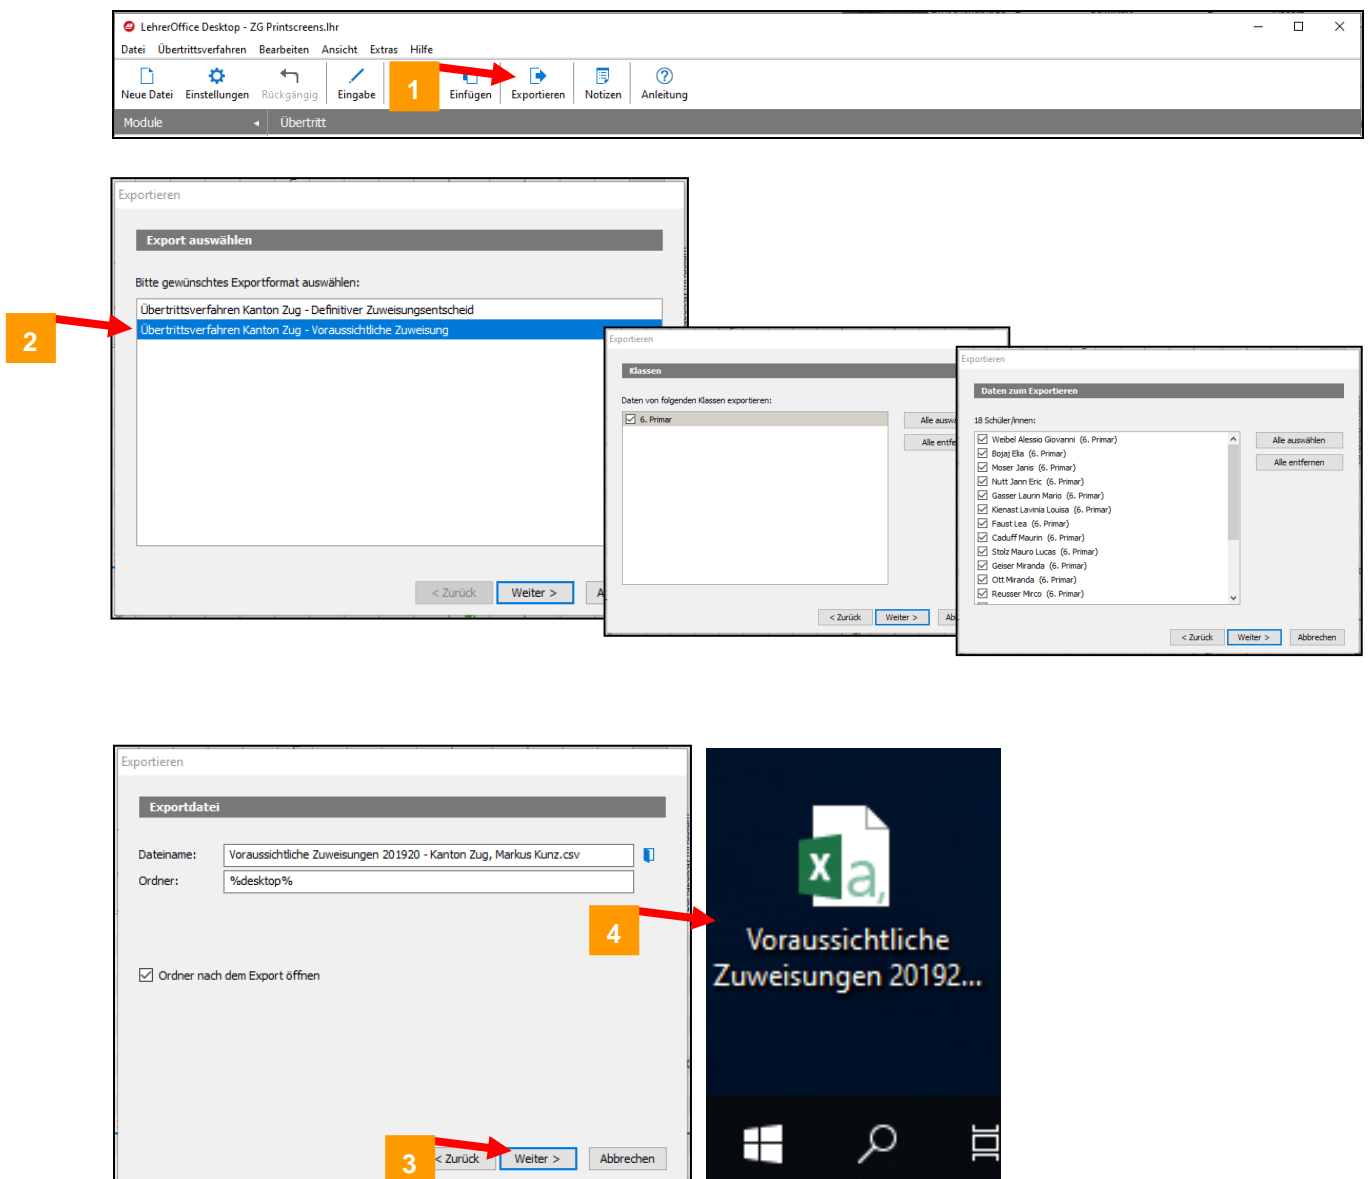 LehrerOffice Desktop - ZG Printscreens.lhr
Datei Übertrittsverfahren Bearbeiten Ansicht Extras Hilfe
Neue Datei Einstellungen Rückgängig Eingabe Einfügen Exportieren Notizen Anleitung
1
Module Übertritt
Exportieren
Export auswählen
Bitte gewünschtes Exportformat auswählen:
Übertrittsverfahren Kanton Zug - Definitiver Zuweisungsentscheid
Übertrittsverfahren Kanton Zug - Voraussichtliche Zuweisung
2
< Zurück Weiter > A
Exportieren
Klassen
Daten von folgenden Klassen exportieren:
6. Primar
Alle auswä
Alle entfe
< Zurück Weiter > Ab
Exportieren
Daten zum Exportieren
18 Schüler/innen:
Weibel Alessio Giovanni (6. Primar)
Bojaj Elia (6. Primar)
Moser Janis (6. Primar)
Nutt Jann Eric (6. Primar)
Gasser Laurin Mario (6. Primar)
Kienast Lavinia Louisa (6. Primar)
Faust Lea (6. Primar)
Caduff Maurin (6. Primar)
Stolz Mauro Lucas (6. Primar)
Geiser Miranda (6. Primar)
Ott Miranda (6. Primar)
Reusser Mirco (6. Primar)
Alle auswählen
Alle entfernen
< Zurück Weiter > Abbrechen
Exportieren
Exportdatei
Dateiname: Voraussichtliche Zuweisungen 201920 - Kanton Zug, Markus Kunz.csv
Ordner: %desktop%
Ordner nach dem Export öffnen
3
< Zurück Weiter > Abbrechen
4
X a,
Voraussichtliche
Zuweisungen 20192...